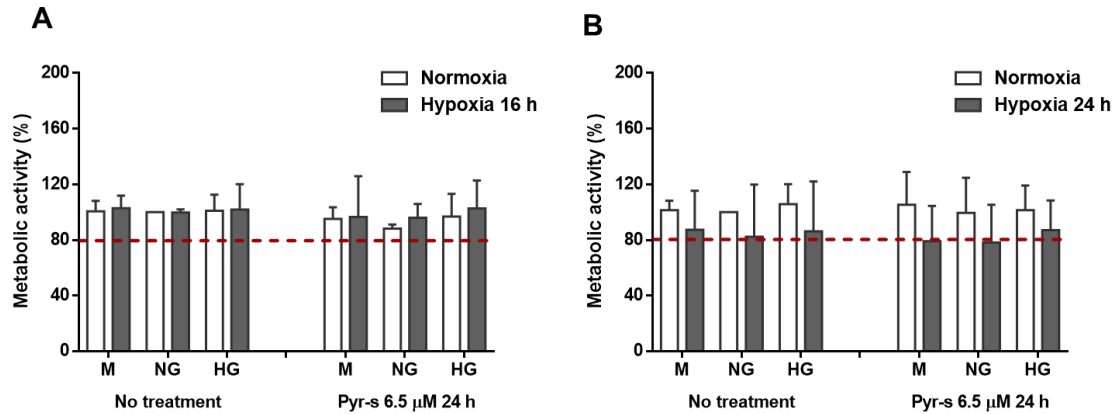 A
Metabolic activity (%)
200
160
120
80
40
0
Normoxia
Hypoxia 16 h
M NG HG M NG HG
No treatment Pyr-s 6.5 μM 24 h
B
Metabolic activity (%)
200
160
120
80
40
0
Normoxia
Hypoxia 24 h
M NG HG M NG HG
No treatment Pyr-s 6.5 μM 24 h